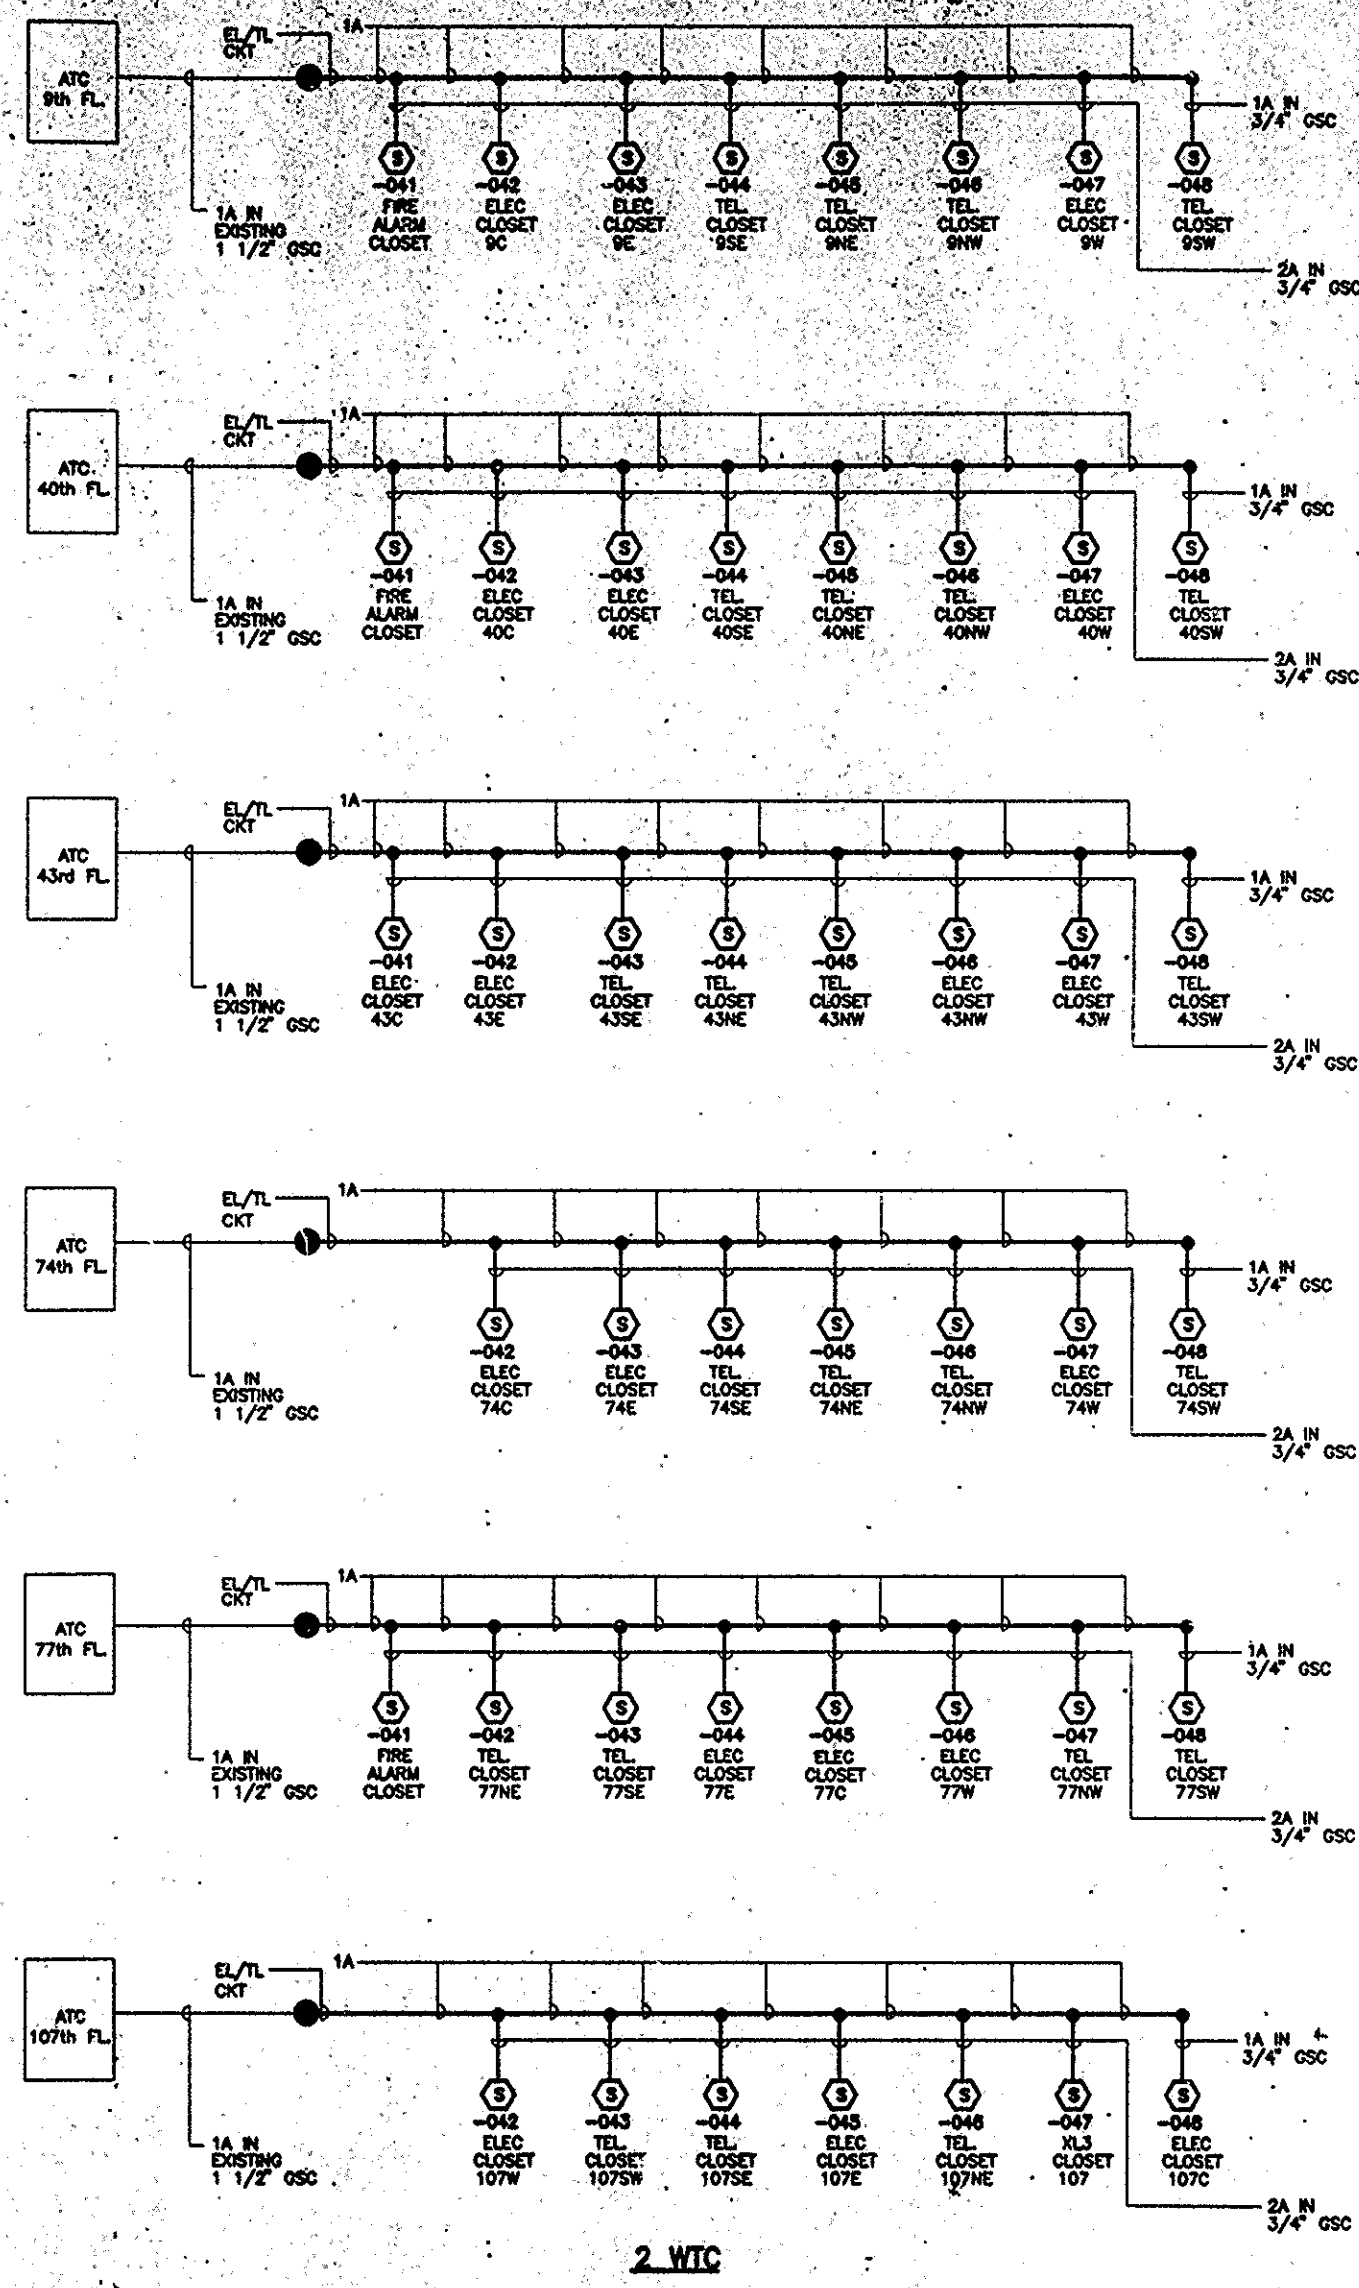 EL/TL
CKT
1A
ATC
9th FL.
1A IN
3/4" GSC
S S S S S S S S
-041 -042 -043 -044 -045 -046 -047 -048
FIRE ELEC ELEC TEL. TEL. TEL. ELEC TEL.
ALARM CLOSET CLOSET CLOSET CLOSET CLOSET CLOSET CLOSET
CLOSET 9C 9E 9SE 9NE 9NW 9W 9SW
1A IN
EXISTING
1 1/2" GSC
2A IN
3/4" GSC
EL/TL
CKT
1A
ATC.
40th FL.
1A IN
3/4" GSC
S S S S S S S S
-041 -042 -043 -044 -045 -046 -047 -048
FIRE ELEC ELEC TEL. TEL. TEL. ELEC TEL.
ALARM CLOSET CLOSET CLOSET CLOSET CLOSET CLOSET CLOSET
CLOSET 40C 40E 40SE 40NE 40NW 40W 40SW
1A IN
EXISTING
1 1/2" GSC
2A IN
3/4" GSC
EL/TL
CKT
1A
ATC
43rd FL.
1A IN
3/4" GSC
S S S S S S S S
-041 -042 -043 -044 -045 -046 -047 -048
ELEC ELEC TEL. TEL. TEL. ELEC ELEC TEL.
CLOSET CLOSET CLOSET CLOSET CLOSET CLOSET CLOSET CLOSET
43C 43E 43SE 43NE 43NW 43NW 43W 43SW
1A IN
EXISTING
1 1/2" GSC
2A IN
3/4" GSC
EL/TL
CKT
1A
ATC
74th FL.
1A IN
3/4" GSC
S S S S S S S
-042 -043 -044 -045 -046 -047 -048
ELEC ELEC TEL. TEL. TEL. ELEC TEL.
CLOSET CLOSET CLOSET CLOSET CLOSET CLOSET CLOSET
74C 74E 74SE 74NE 74NW 74W 74SW
1A IN
EXISTING
1 1/2" GSC
2A IN
3/4" GSC
EL/TL
CKT
1A
ATC
77th FL.
1A IN
3/4" GSC
S S S S S S S S
-041 -042 -043 -044 -045 -046 -047 -048
FIRE TEL. TEL. ELEC ELEC ELEC TEL TEL.
ALARM CLOSET CLOSET CLOSET CLOSET CLOSET CLOSET CLOSET
CLOSET 77NE 77SE 77E 77C 77W 77NW 77SW
1A IN
EXISTING
1 1/2" GSC
2A IN
3/4" GSC
EL/TL
CKT
1A
ATC
107th FL.
1A IN
3/4" GSC
S S S S S S S
-042 -043 -044 -045 -046 -047 -048
ELEC TEL. TEL. ELEC TEL. XL3 ELEC
CLOSET CLOSET CLOSET CLOSET CLOSET CLOSET CLOSET
107W 107SW 107SE 107E 107NE 107 107C
1A IN
EXISTING
1 1/2" GSC
2A IN
3/4" GSC
2 WTC